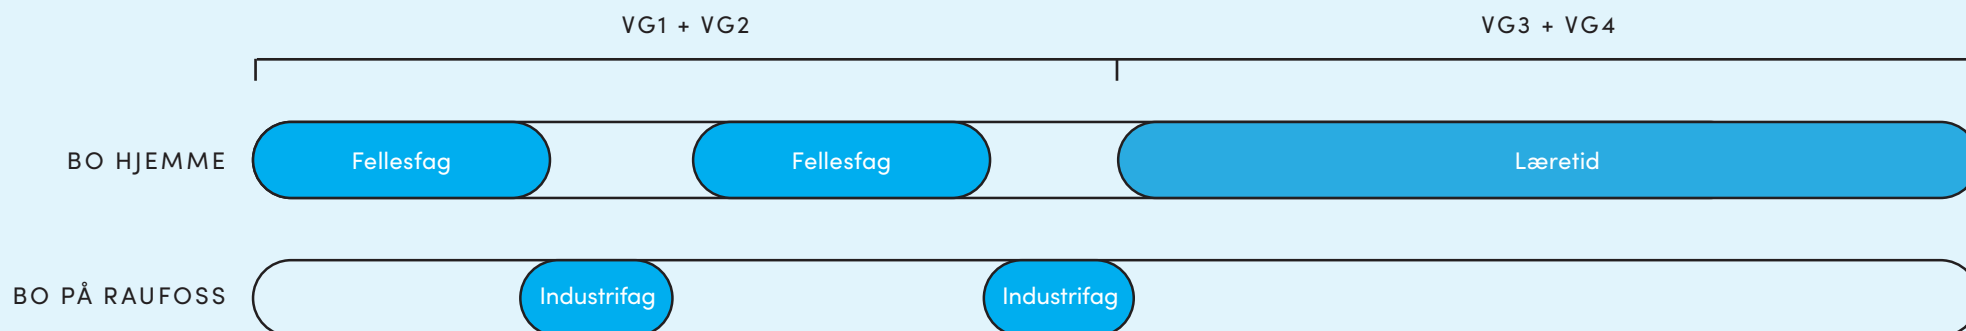 VG1 + VG2
VG3 + VG4
BO HJEMME
Fellesfag
Fellesfag
Læretid
BO PÅ RAUFOSS
Industrifag
Industrifag